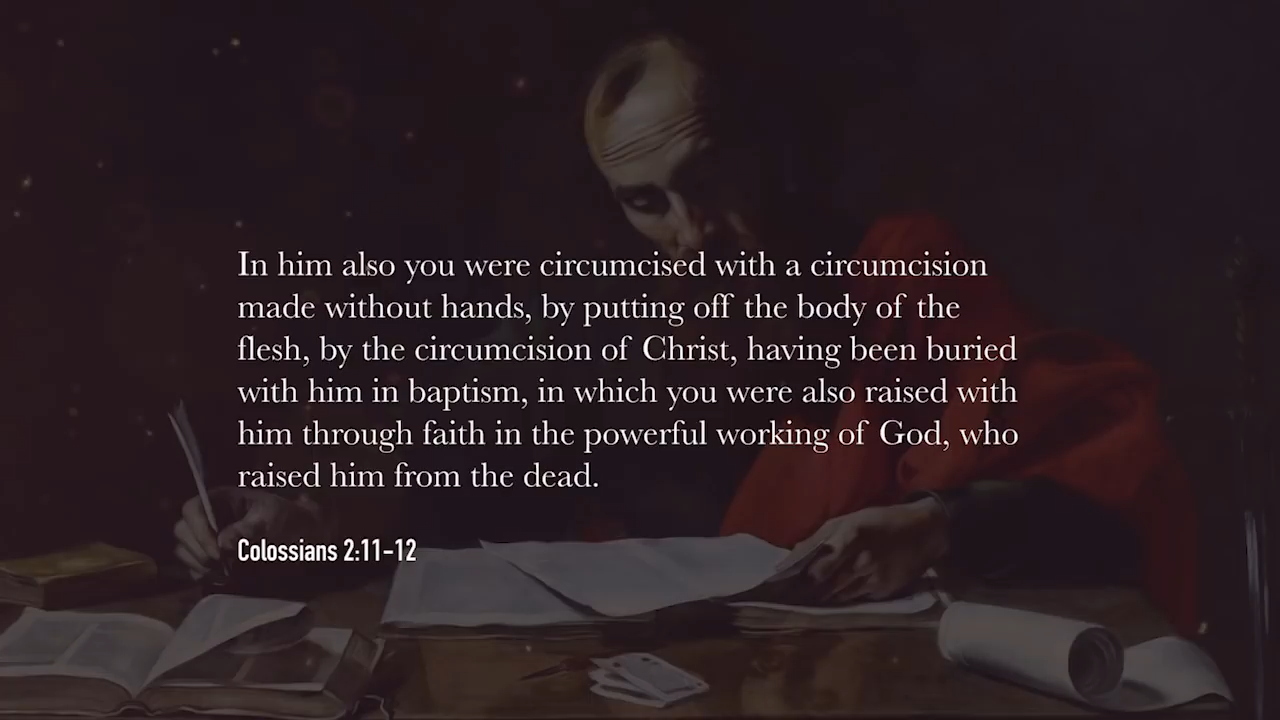 In him also you were circumcised with a circumcision
made without hands, by putting off the body of the
flesh, by the circumcision of Christ, having been buried
with him in baptism, in which you were also raised with
him through faith in the powerful working of God, who
raised him from the dead.
Colossians 2:11-12